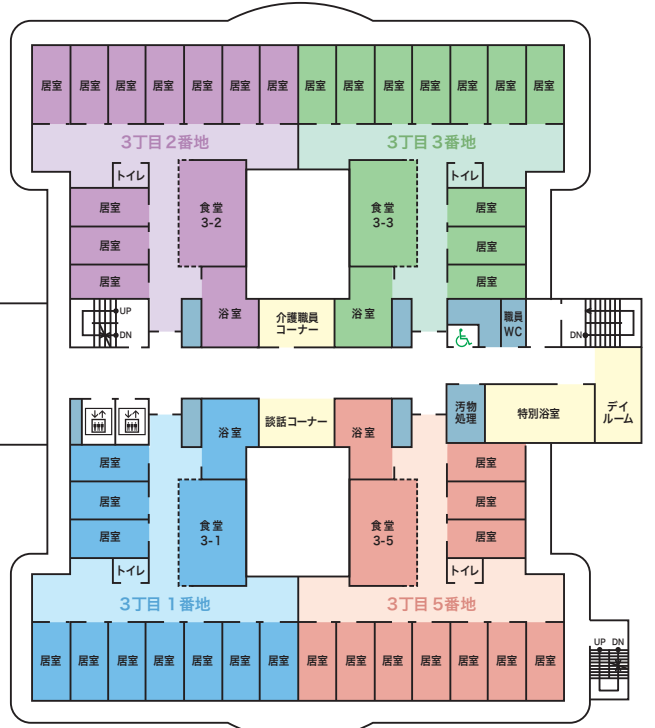 居室 居室 居室 居室 居室 居室 居室 居室 居室 居室 居室 居室 居室 居室
3丁目2番地 3丁目3番地
トイレ トイレ
居室 食堂 食堂 居室
3-2 3-3
居室 居室
居室 居室
UP 浴室 介護職員 浴室 職員
コーナー WC
DN DN
汚物 特別浴室 デイ
処理 ルーム
浴室 談話コーナー 浴室
居室 居室
居室 居室
居室 食堂 食堂 居室
3-1 3-5
トイレ トイレ
3丁目1番地 3丁目5番地
UP DN
居室 居室 居室 居室 居室 居室 居室 居室 居室 居室 居室 居室 居室 居室